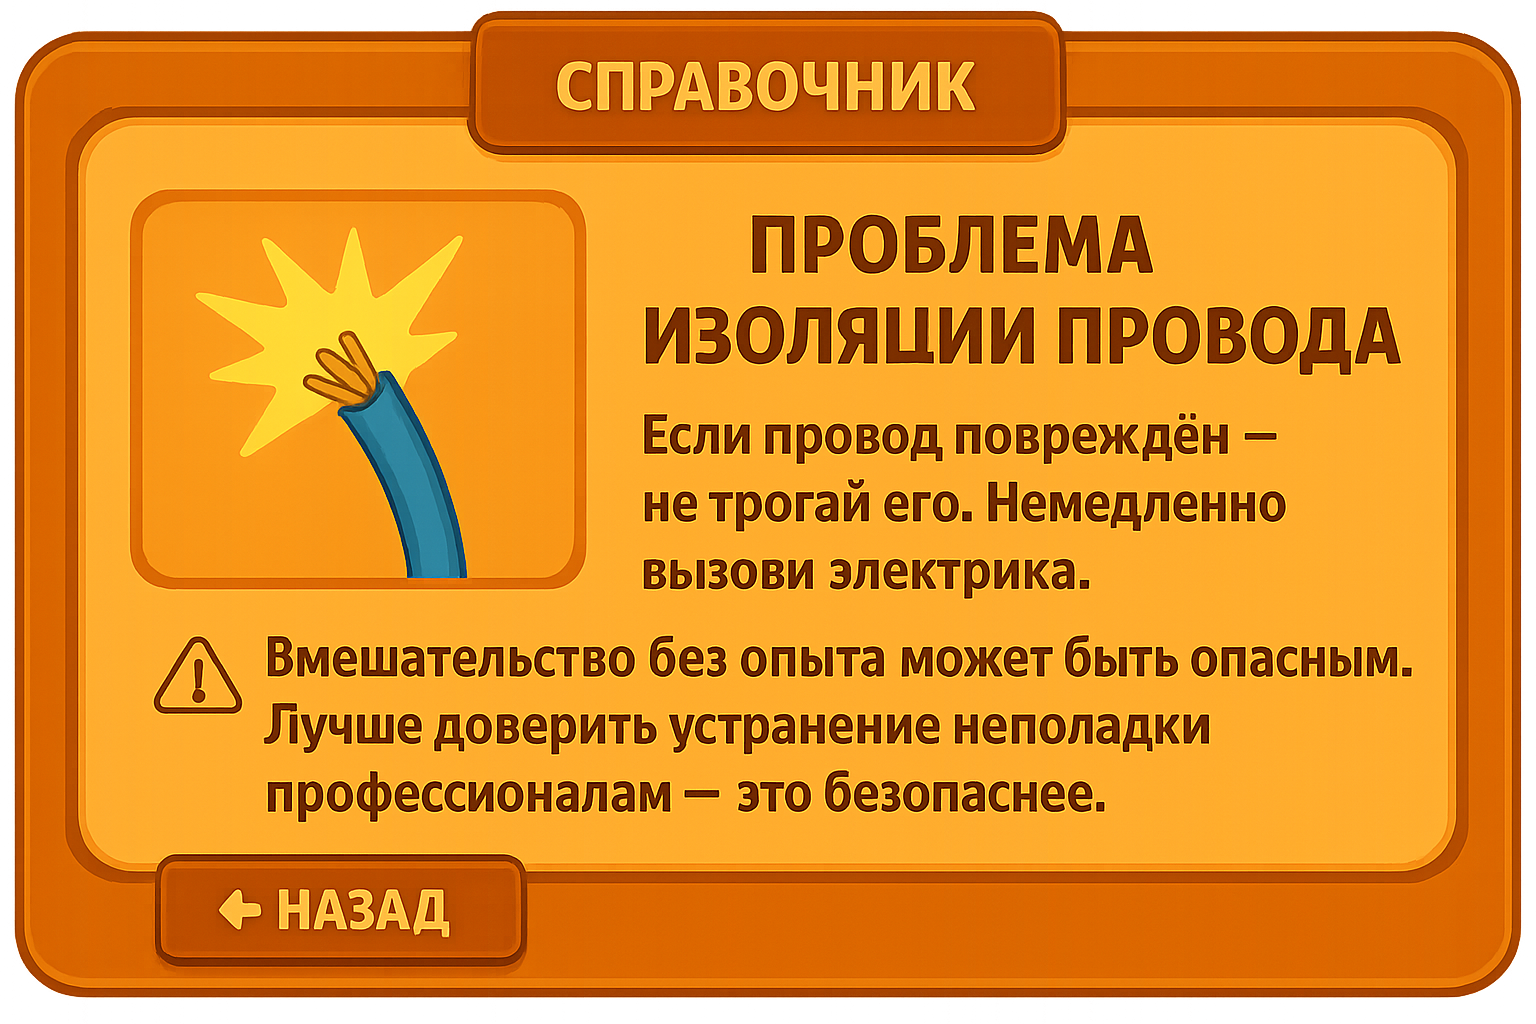 СПРАВОЧНИК
ПРОБЛЕМА
ИЗОЛЯЦИИ ПРОВОДА
Если провод повреждён —
не трогай его. Немедленно
вызови электрика.
Вмешательство без опыта может быть опасным.
Лучше доверить устранение неполадки
профессионалам — это безопаснее.
НАЗАД